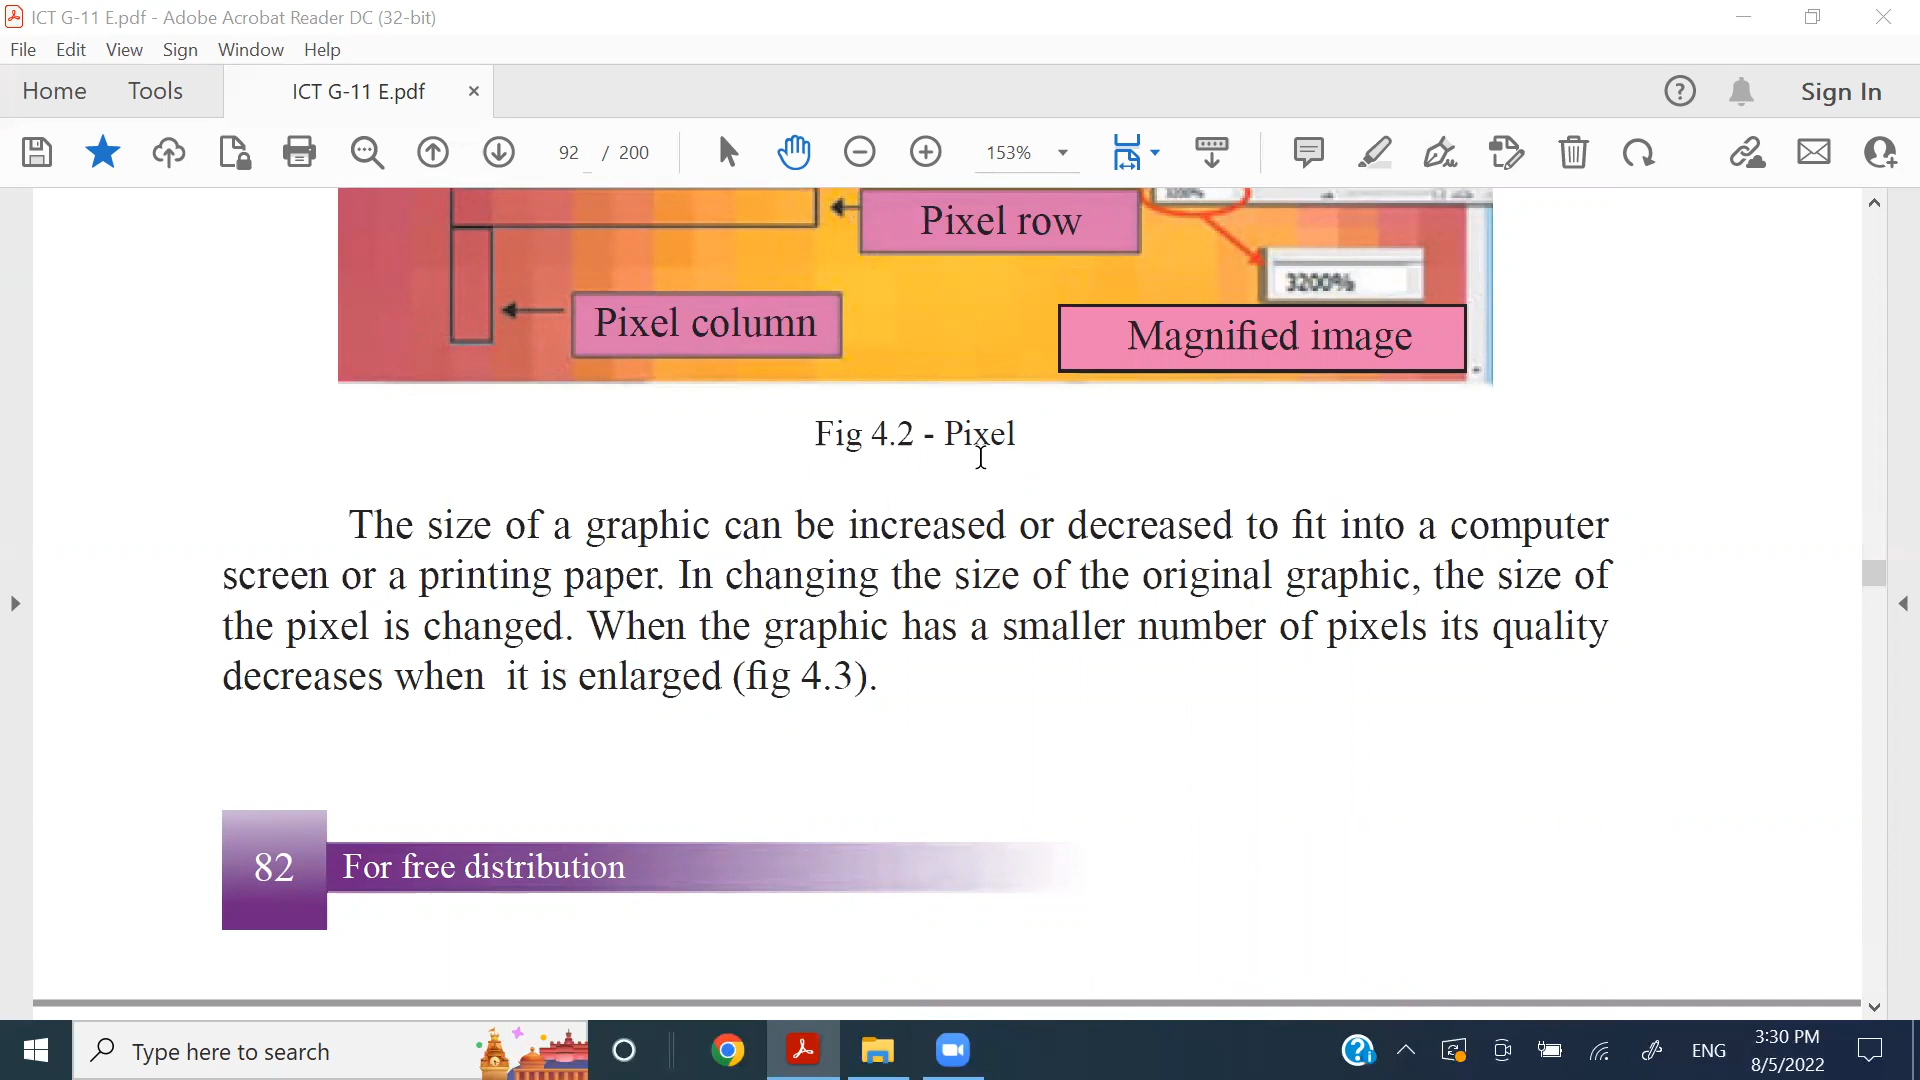 ICT G-11 E.pdf - Adobe Acrobat Reader DC (32-bit)
File Edit View Sign Window Help
Home Tools ICT G-11 E.pdf × Sign In
92 / 200 153%
Pixel row
3200%
3200%
Pixel column
Magnified image
Fig 4.2 - Pixel
The size of a graphic can be increased or decreased to fit into a computer
screen or a printing paper. In changing the size of the original graphic, the size of
the pixel is changed. When the graphic has a smaller number of pixels its quality
decreases when it is enlarged (fig 4.3).
82 For free distribution
Type here to search
ENG
3:30 PM
8/5/2022